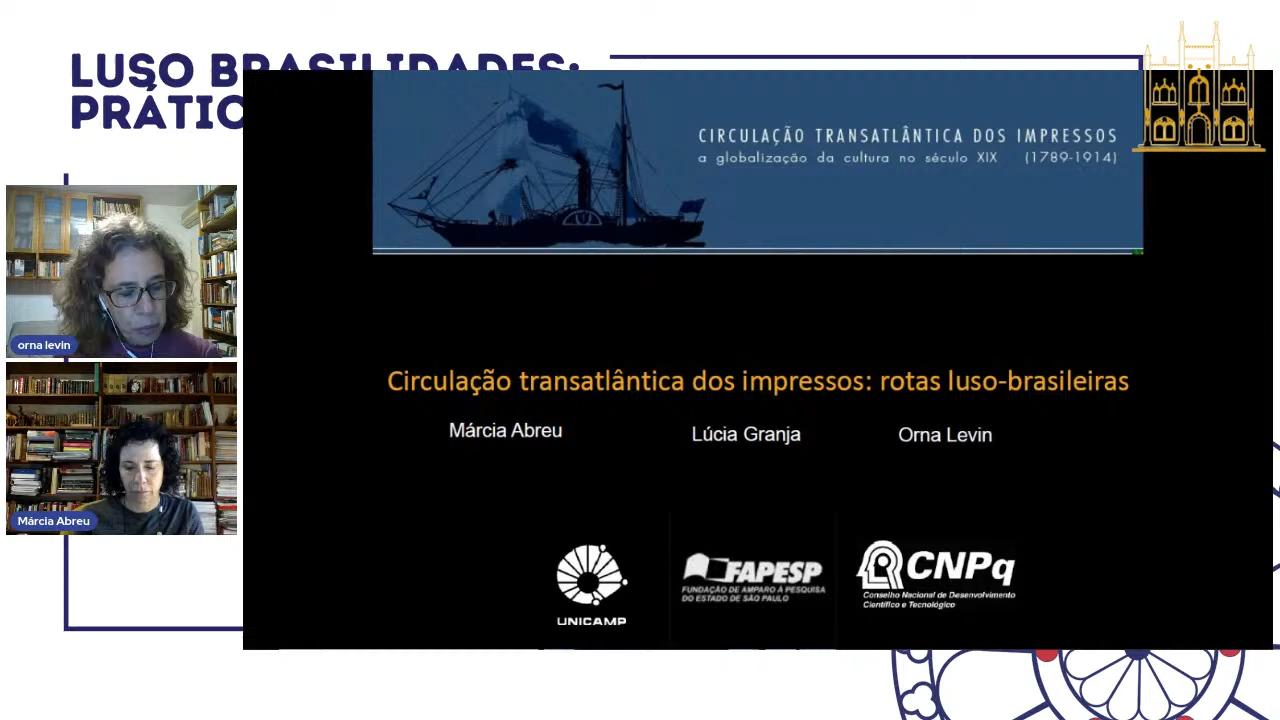 LUSO BRASILIDADES:
PRÁTIC
CIRCULAÇÃO TRANSATLÂNTICA DOS IMPRESSOS
a globalização da cultura no século XIX (1789-1914)
orna levin
Márcia Abreu
Circulação transatlântica dos impressos: rotas luso-brasileiras
Márcia Abreu Lúcia Granja Orna Levin
UNICAMP
FAPESP
FUNDAÇÃO DE AMPARO À PESQUISA
DO ESTADO DE SÃO PAULO
CNPq
Conselho Nacional de Desenvolvimento
Científico e Tecnológico